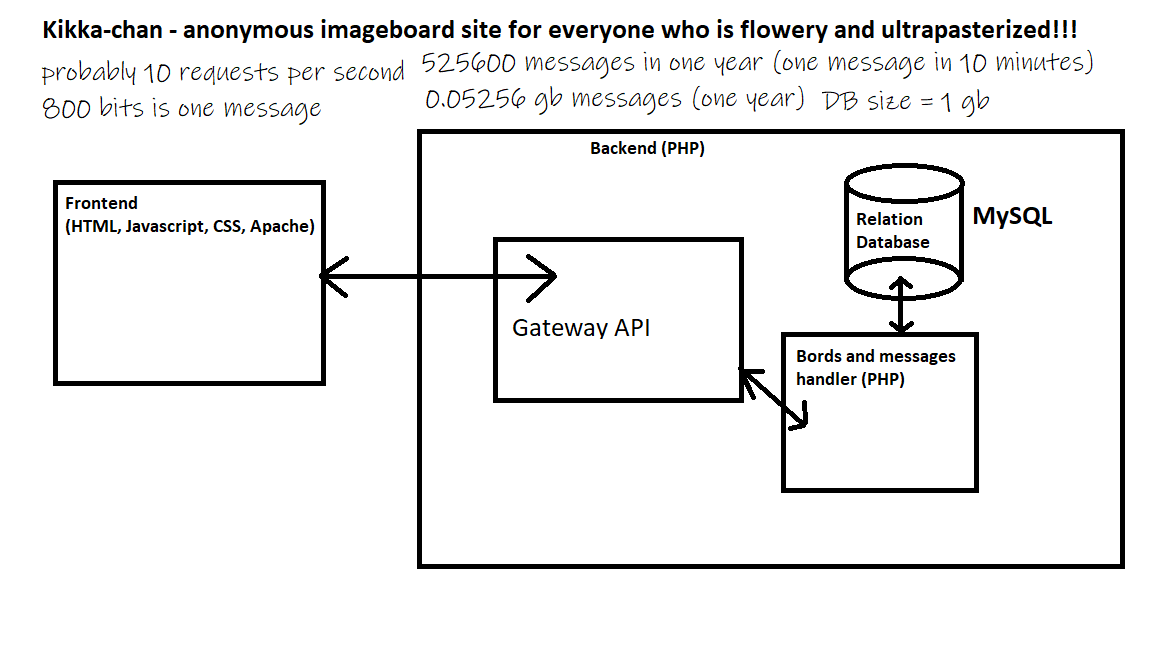 Kikka-chan - anonymous imageboard site for everyone who is flowery and ultrapasterized!!!
probably 10 requests per second
800 bits is one message
525600 messages in one year (one message in 10 minutes)
0.05256 gb messages (one year) DB size = 1 gb
Backend (PHP)
Frontend
(HTML, Javascript, CSS, Apache)
Relation
Database
MySQL
Gateway API
Bords and messages
handler (PHP)